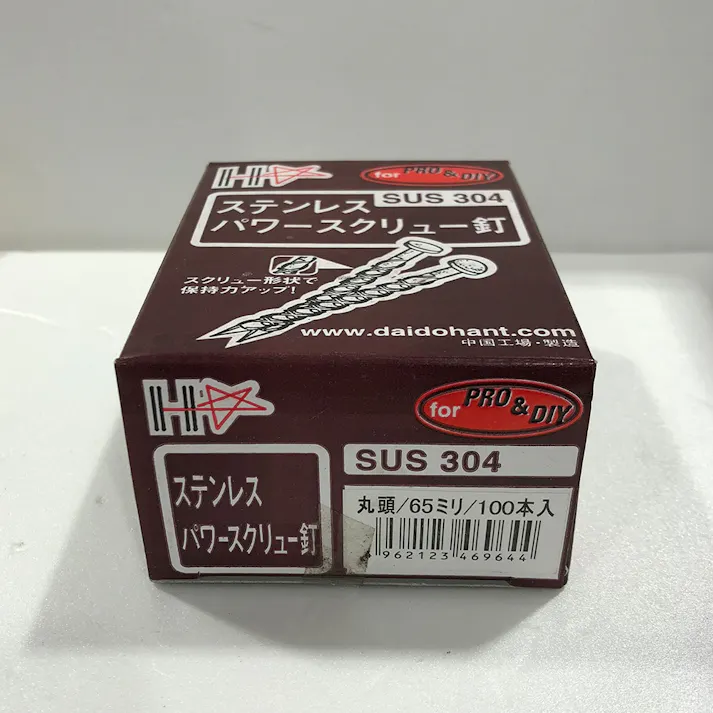 for PRO & DIY
SUS 304
ステンレス
パワースクリュー釘
スクリュー形状で
保持力アップ!
www.daidohant.com
中国工場・製造
H
for PRO & DIY
SUS 304
ステンレス
パワースクリュー釘
丸頭/65ミリ/100本入
4 962123 469644